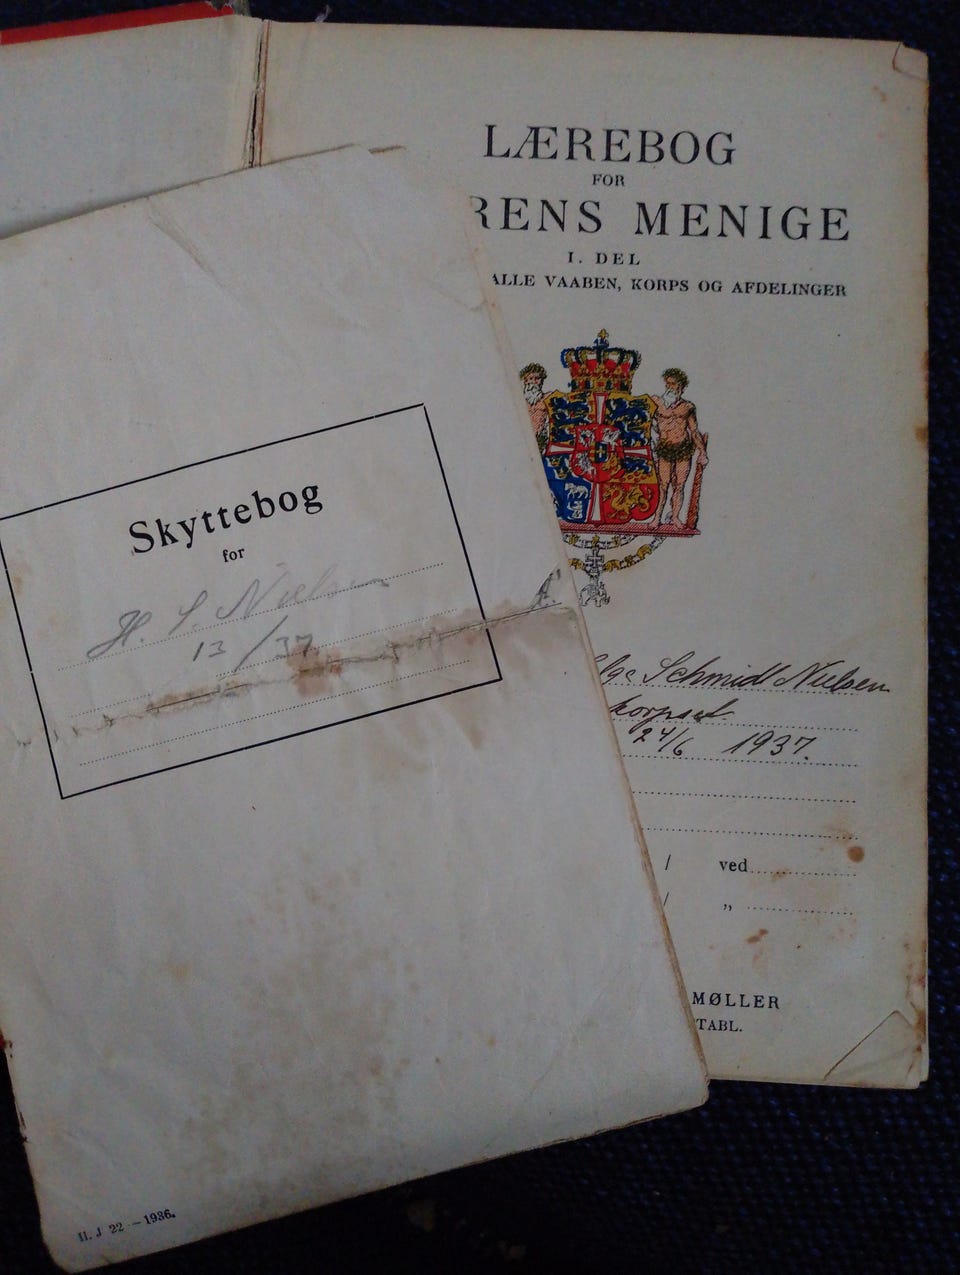 LÆREBOG
FOR
RENS MENIGE
I. DEL
ALLE VAABEN, KORPS OG AFDELINGER
Schmidt Nielsen
24/6 1937.
/ ved
/ „
MØLLER
TABL.
Skyttebog
for
H. S. Nielsen
13/37
H. J 22 - 1936.